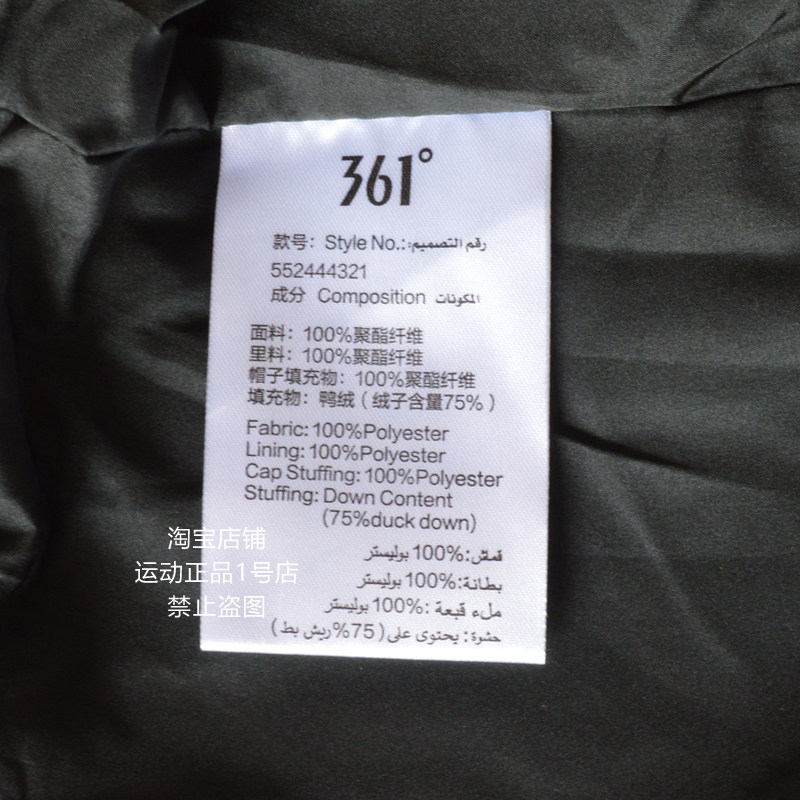 361°
款号：Style No.:رقم التصميم:
552444321
成分 Composition المكونات
面料：100%聚酯纤维
里料：100%聚酯纤维
帽子填充物：100%聚酯纤维
填充物：鸭绒（绒子含量75%）
Fabric: 100%Polyester
Lining: 100%Polyester
Cap Stuffing: 100%Polyester
Stuffing: Down Content
(75%duck down)
قماش:%100 بوليستر
بطانة:%100 بوليستر
ملء قبعة :%100 بوليستر
حشوة: يحتوى على (75%ريش بط)
淘宝店铺
运动正品1号店
禁止盗图